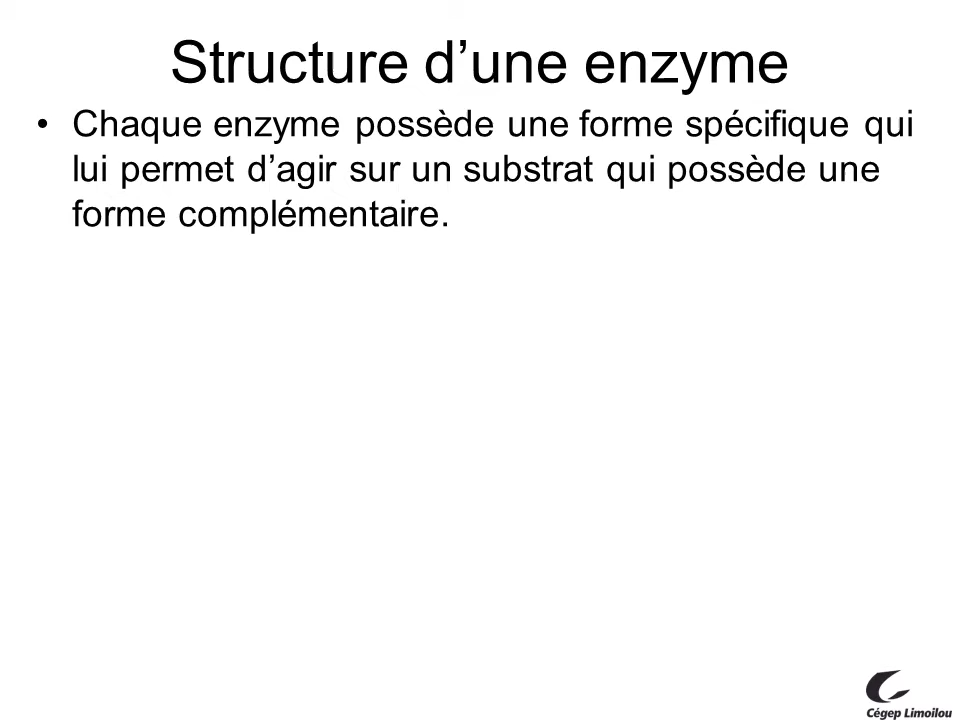 Structure d’une enzyme
• Chaque enzyme possède une forme spécifique qui
lui permet d’agir sur un substrat qui possède une
forme complémentaire.
Cégep Limoilou